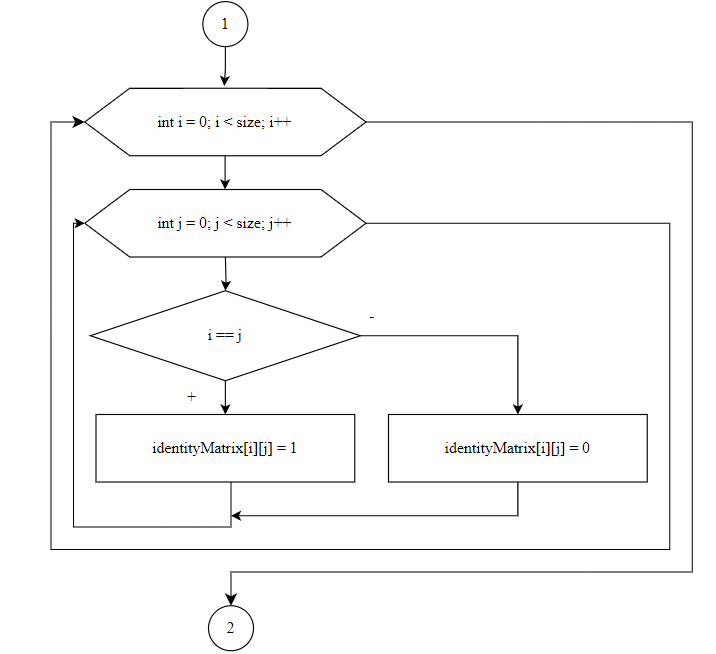 1
int i = 0; i < size; i++
int j = 0; j < size; j++
-
i == j
+
identityMatrix[i][j] = 1
identityMatrix[i][j] = 0
2